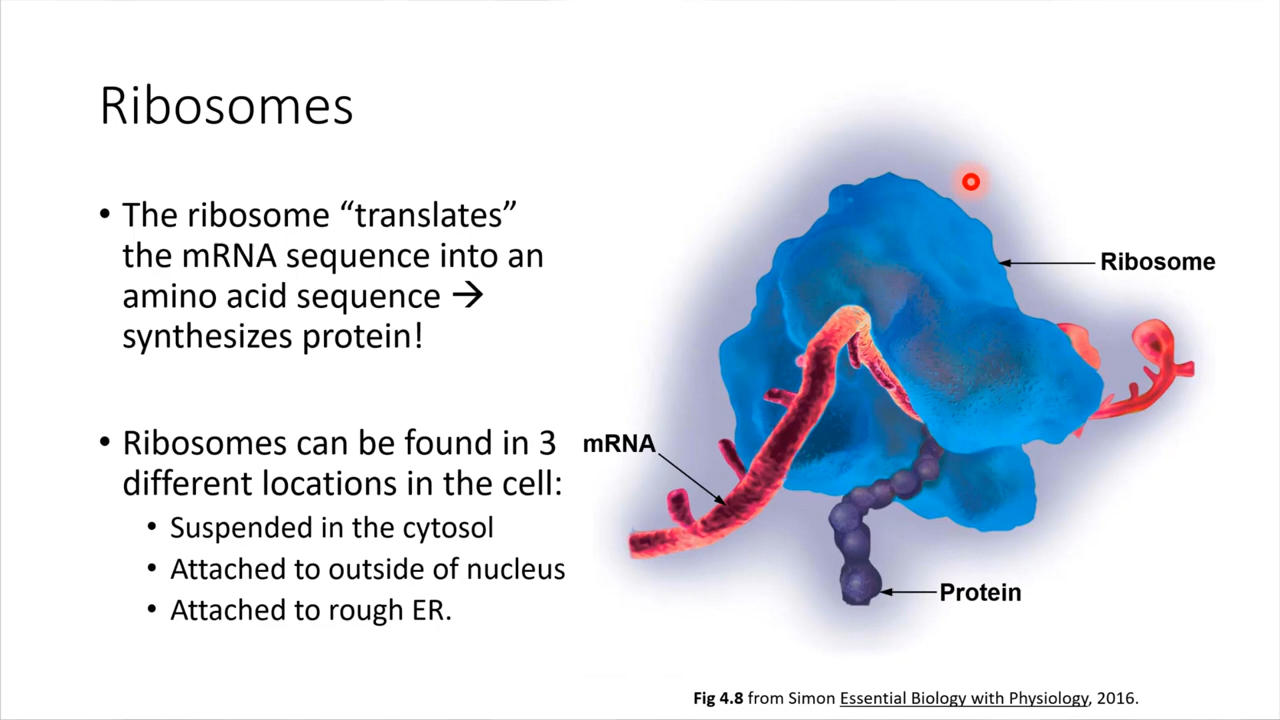 Ribosomes
• The ribosome “translates”
the mRNA sequence into an
amino acid sequence →
synthesizes protein!
• Ribosomes can be found in 3
different locations in the cell:
• Suspended in the cytosol
• Attached to outside of nucleus
• Attached to rough ER.
Ribosome
mRNA
Protein
Fig 4.8 from Simon Essential Biology with Physiology, 2016.